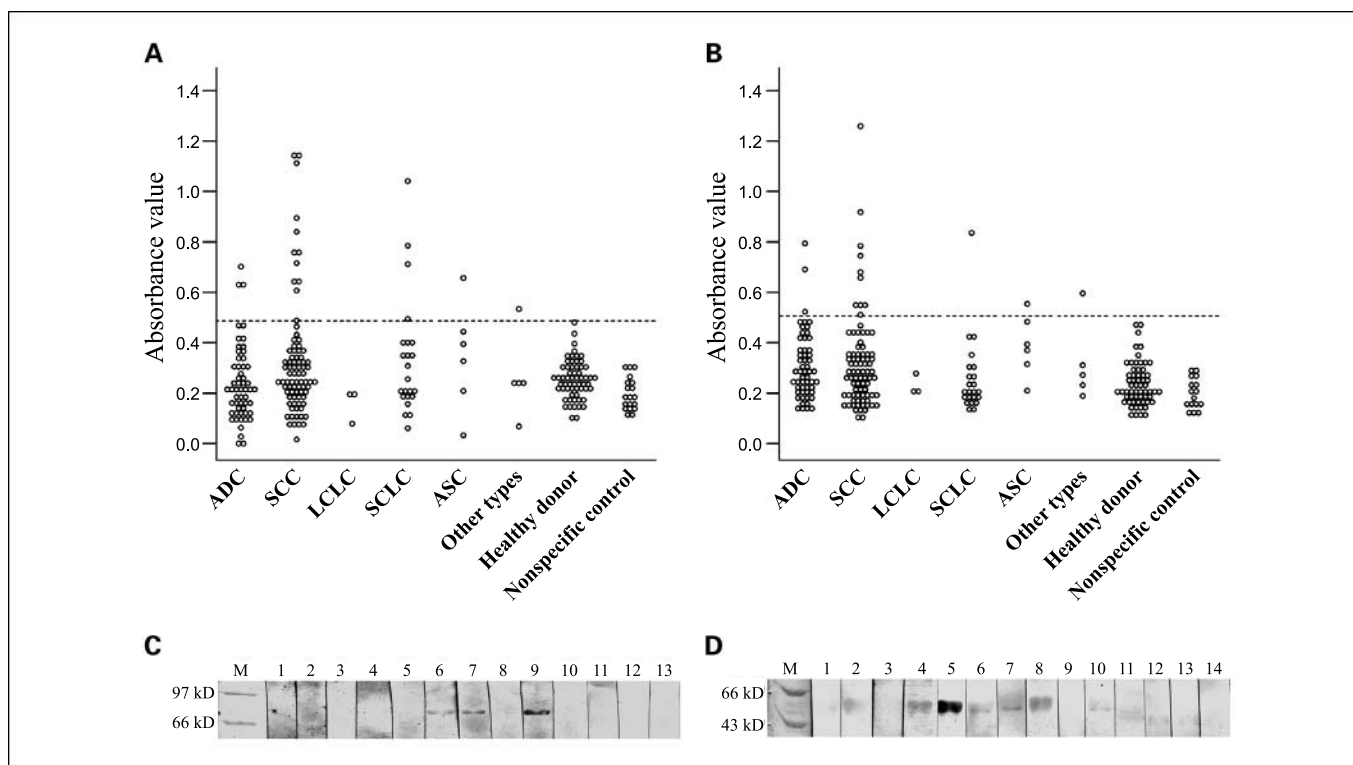 A
Absorbance value
1.4
1.2
1.0
0.8
0.6
0.4
0.2
0.0
ADC
SCC
LCLC
SCLC
ASC
Other types
Healthy donor
Nonspecific control
B
Absorbance value
1.4
1.2
1.0
0.8
0.6
0.4
0.2
0.0
ADC
SCC
LCLC
SCLC
ASC
Other types
Healthy donor
Nonspecific control
C
M 1 2 3 4 5 6 7 8 9 10 11 12 13
97 kD
66 kD
D
M 1 2 3 4 5 6 7 8 9 10 11 12 13 14
66 kD
43 kD